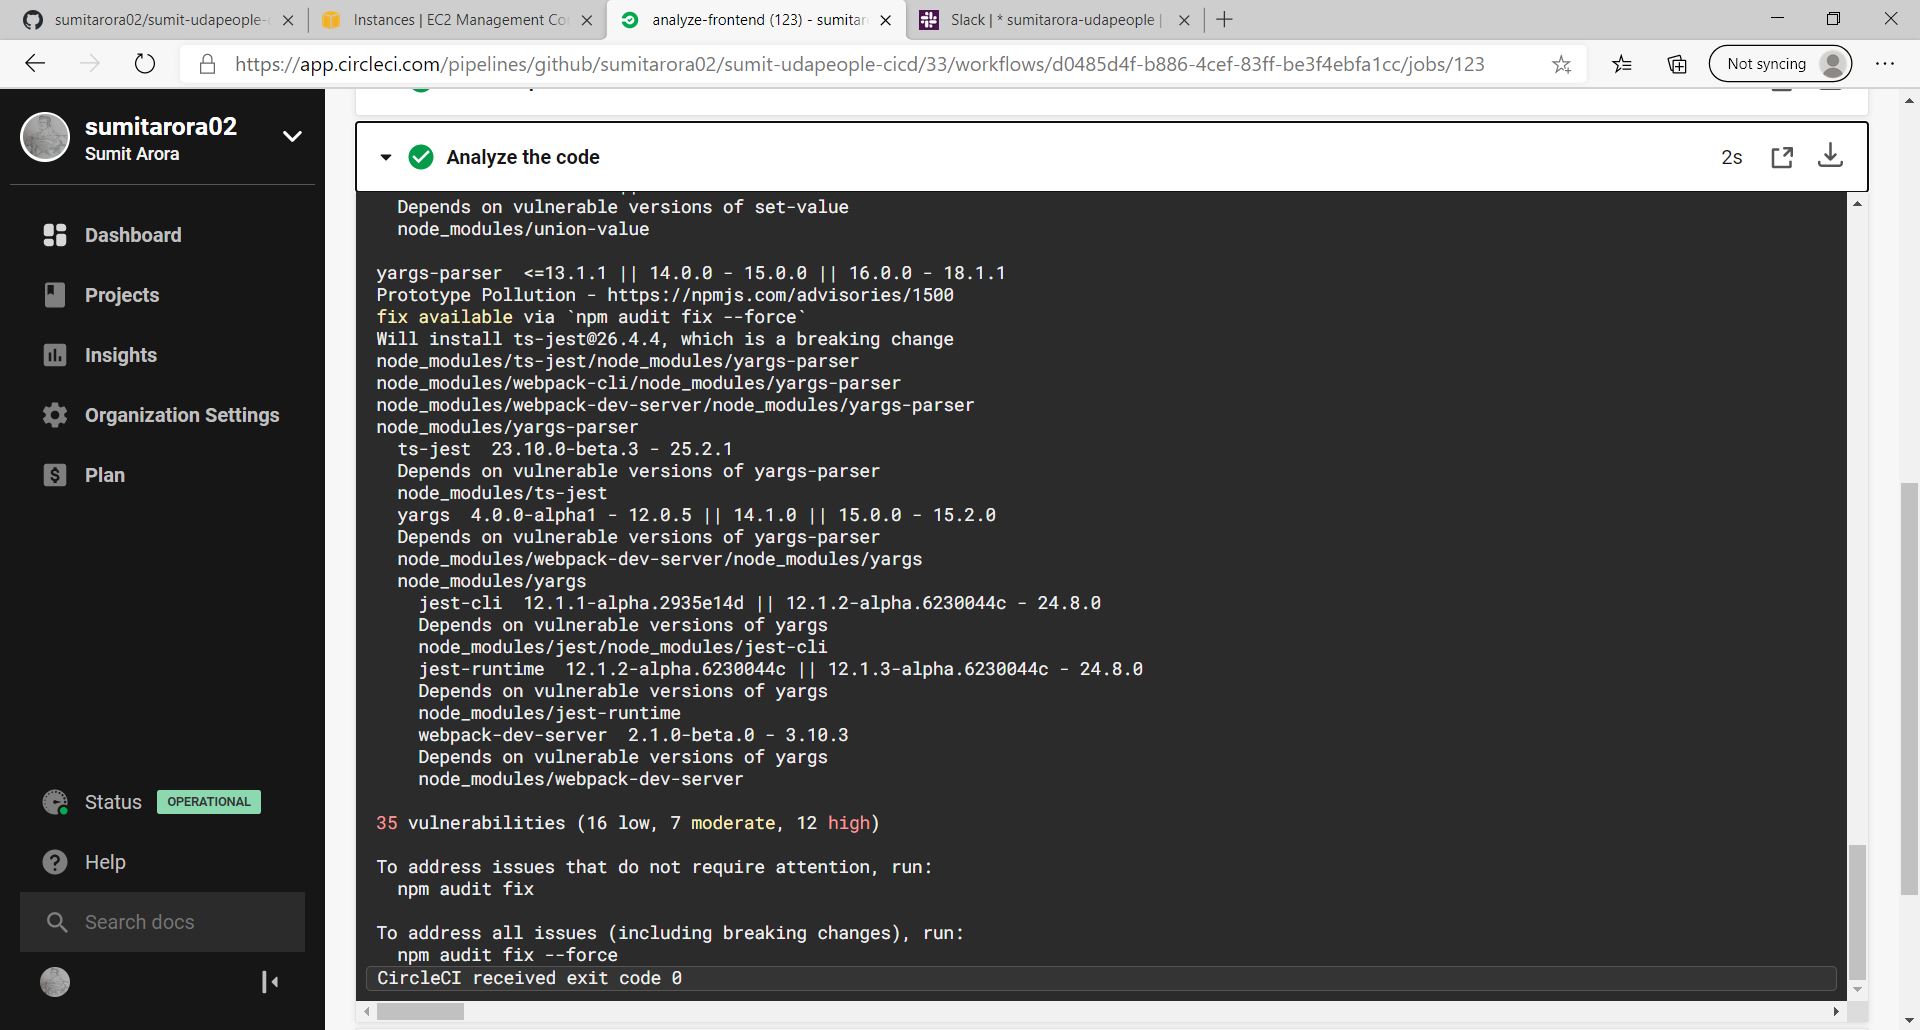 sumitarora02/sumit-udapeople-
Instances | EC2 Management Co
analyze-frontend (123) - sumitar
Slack | * sumitarora-udapeople |
https://app.circleci.com/pipelines/github/sumitarora02/sumit-udapeople-cicd/33/workflows/d0485d4f-b886-4cef-83ff-be3f4ebfa1cc/jobs/123
Not syncing
sumitarora02
Sumit Arora
Dashboard
Projects
Insights
Organization Settings
Plan
Status
OPERATIONAL
Help
Search docs
Analyze the code
2s
Depends on vulnerable versions of set-value
node_modules/union-value
yargs-parser  <=13.1.1 || 14.0.0 - 15.0.0 || 16.0.0 - 18.1.1
Prototype Pollution - https://npmjs.com/advisories/1500
fix available via `npm audit fix --force`
Will install ts-jest@26.4.4, which is a breaking change
node_modules/ts-jest/node_modules/yargs-parser
node_modules/webpack-cli/node_modules/yargs-parser
node_modules/webpack-dev-server/node_modules/yargs-parser
node_modules/yargs-parser
ts-jest  23.10.0-beta.3 - 25.2.1
Depends on vulnerable versions of yargs-parser
node_modules/ts-jest
yargs  4.0.0-alpha1 - 12.0.5 || 14.1.0 || 15.0.0 - 15.2.0
Depends on vulnerable versions of yargs-parser
node_modules/webpack-dev-server/node_modules/yargs
node_modules/yargs
jest-cli  12.1.1-alpha.2935e14d || 12.1.2-alpha.6230044c - 24.8.0
Depends on vulnerable versions of yargs
node_modules/jest/node_modules/jest-cli
jest-runtime  12.1.2-alpha.6230044c || 12.1.3-alpha.6230044c - 24.8.0
Depends on vulnerable versions of yargs
node_modules/jest-runtime
webpack-dev-server  2.1.0-beta.0 - 3.10.3
Depends on vulnerable versions of yargs
node_modules/webpack-dev-server
35 vulnerabilities (16 low, 7 moderate, 12 high)
To address issues that do not require attention, run:
npm audit fix
To address all issues (including breaking changes), run:
npm audit fix --force
CircleCI received exit code 0